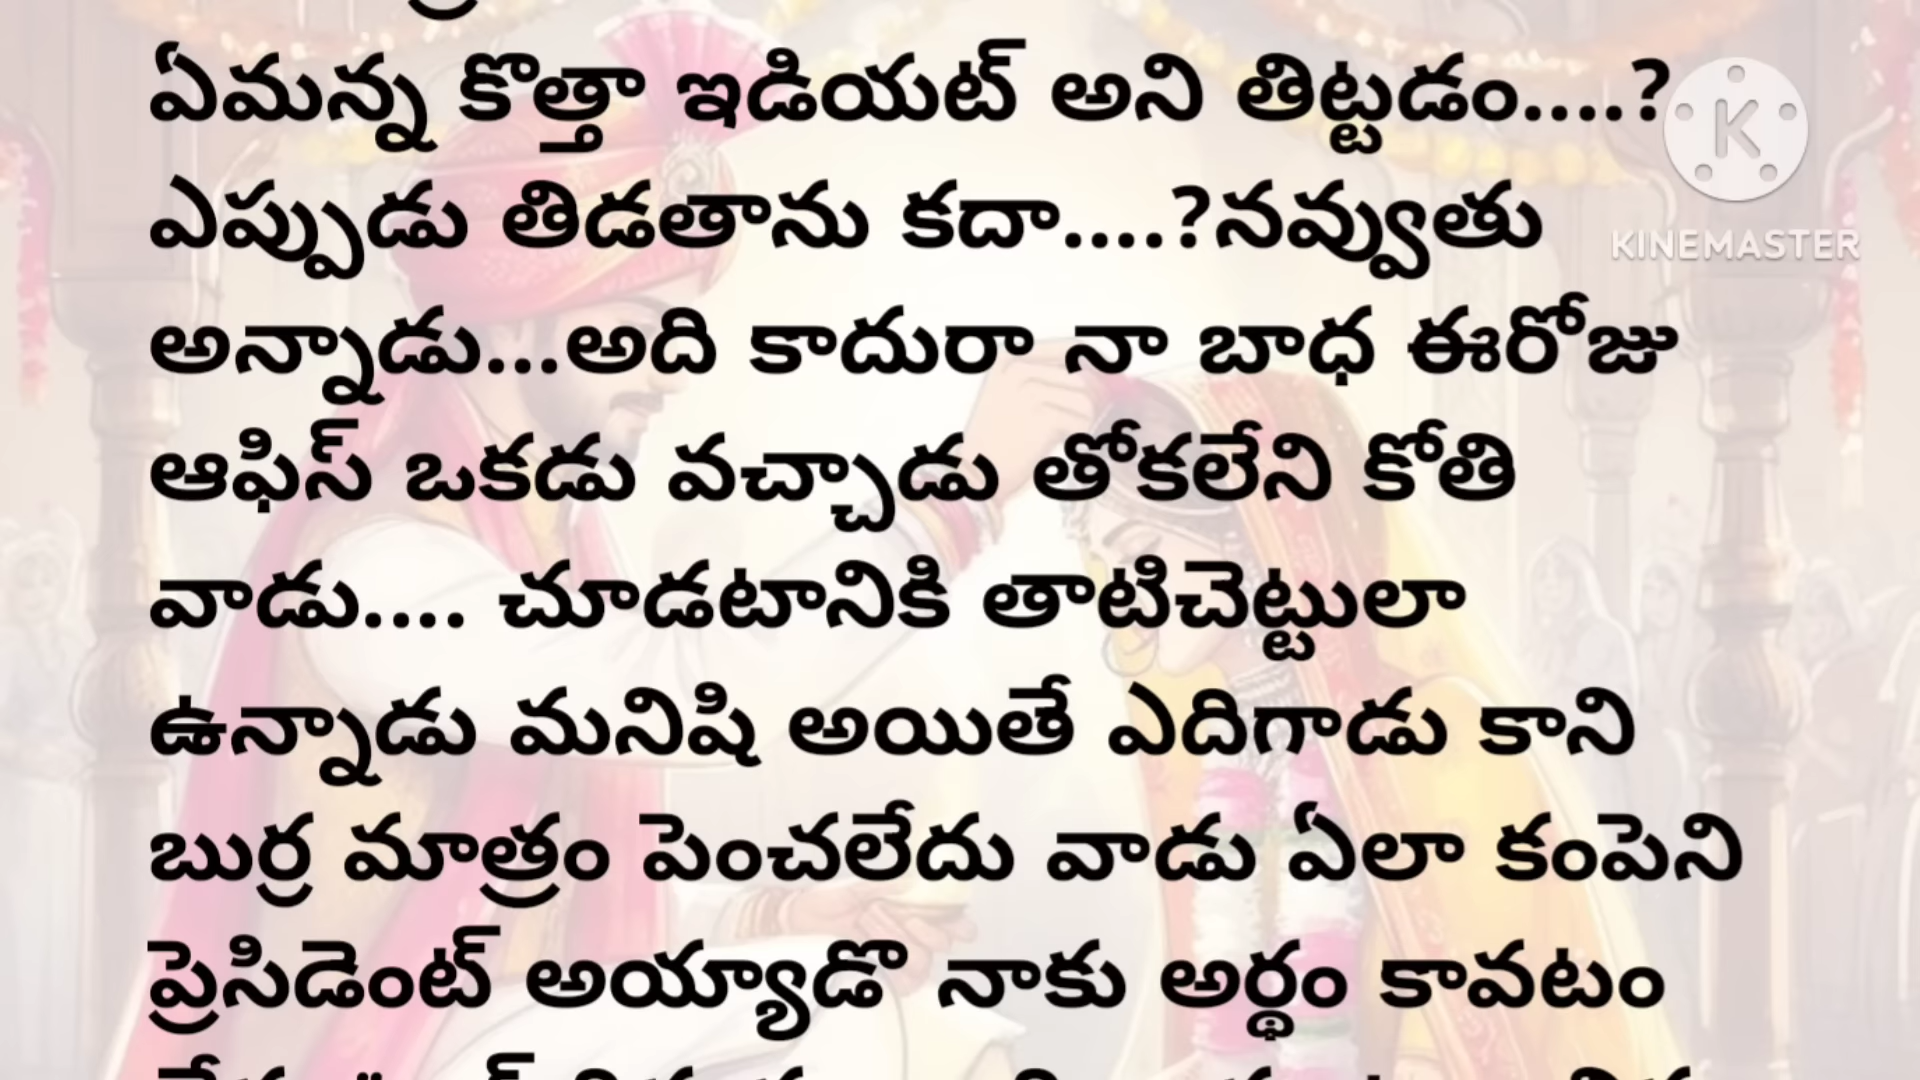 ఏమన్న కొత్తా ఇడియట్ అని తిట్టడం....?
ఎప్పుడు తిడతాను కదా....?నవ్వుతు
అన్నాడు...అది కాదురా నా బాధ ఈరోజు
ఆఫిస్ ఒకడు వచ్చాడు తోకలేని కోతి
వాడు.... చూడటానికి తాటిచెట్టులా
ఉన్నాడు మనిషి అయితే ఎదిగాడు కాని
బుర్ర మాత్రం పెంచలేదు వాడు ఏలా కంపెని
ప్రెసిడెంట్ అయ్యాడొ నాకు అర్థం కావటం
K
KINEMASTER